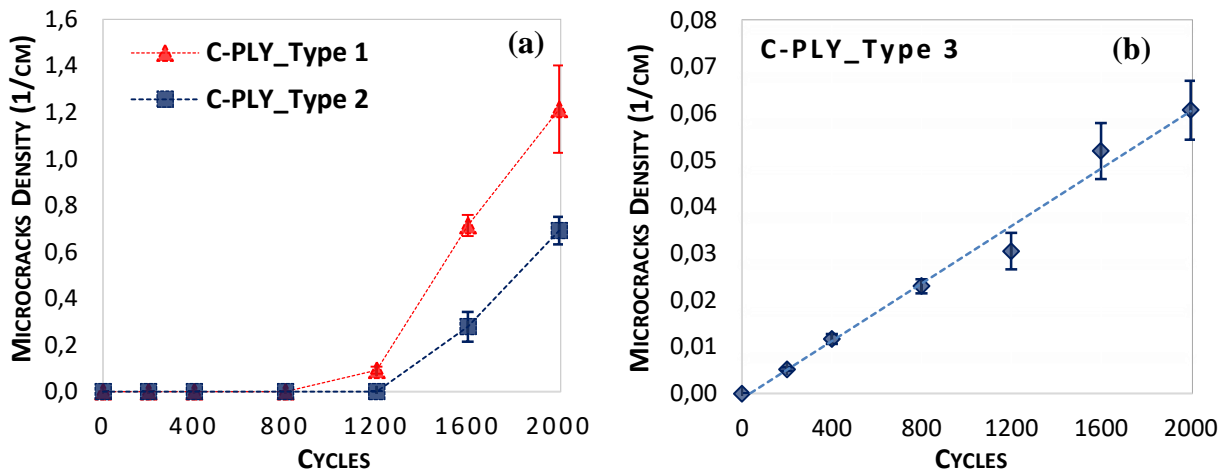 MICROCRACKS DENSITY (1/CM)
1,6
1,4
1,2
1,0
0,8
0,6
0,4
0,2
0,0
(a)
C-PLY_Type 1
C-PLY_Type 2
0 400 800 1200 1600 2000
CYCLES
MICROCRACKS DENSITY (1/CM)
0,08
0,07
0,06
0,05
0,04
0,03
0,02
0,01
0,00
C-PLY_Type 3
(b)
0 400 800 1200 1600 2000
CYCLES